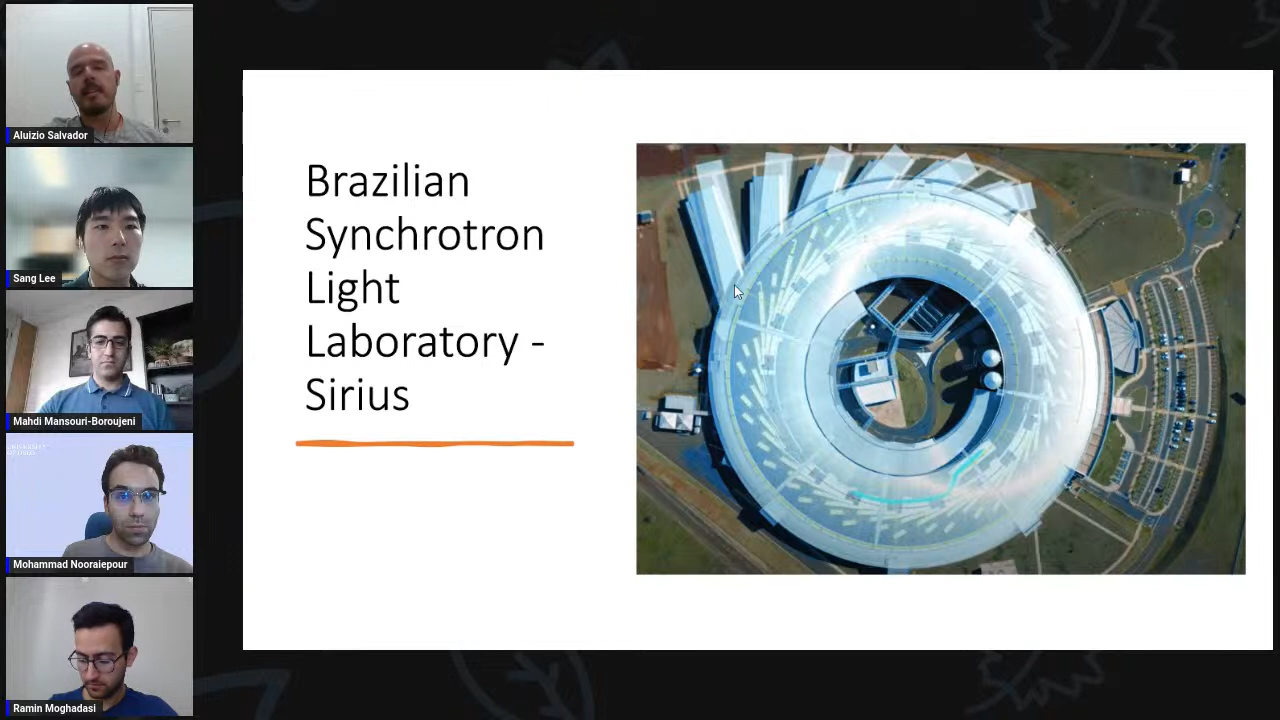 Aluizio Salvador
Sang Lee
Mahdi Mansouri-Boroujeni
Mohammad Nooraiepour
Ramin Moghadasi
Brazilian
Synchrotron
Light
Laboratory -
Sirius